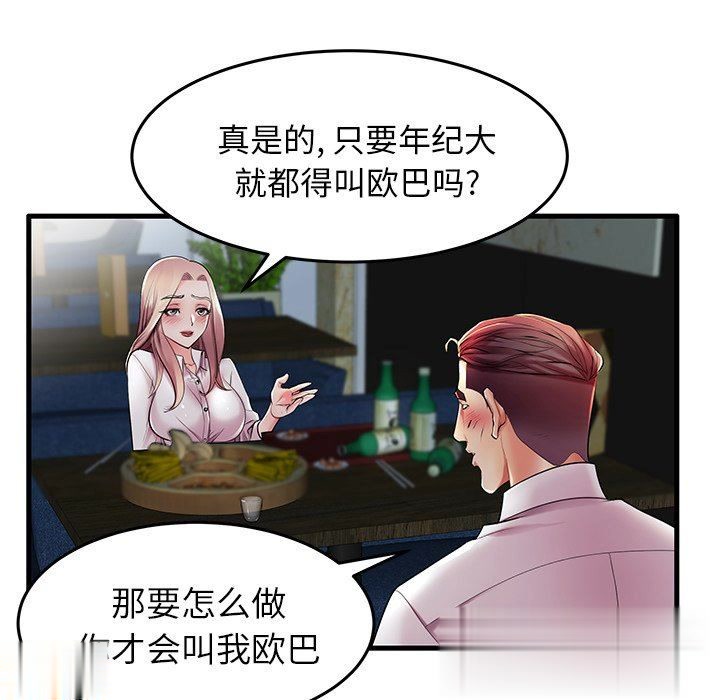 真是的, 只要年纪大
就都得叫欧巴吗?
那要怎么做
你才会叫我欧巴